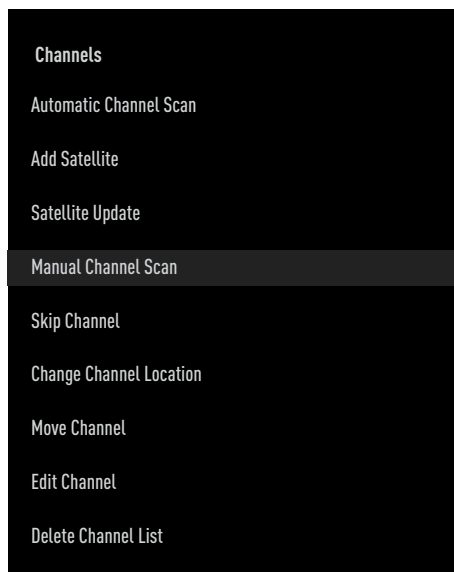 Channels
Automatic Channel Scan
Add Satellite
Satellite Update
Manual Channel Scan
Skip Channel
Change Channel Location
Move Channel
Edit Channel
Delete Channel List